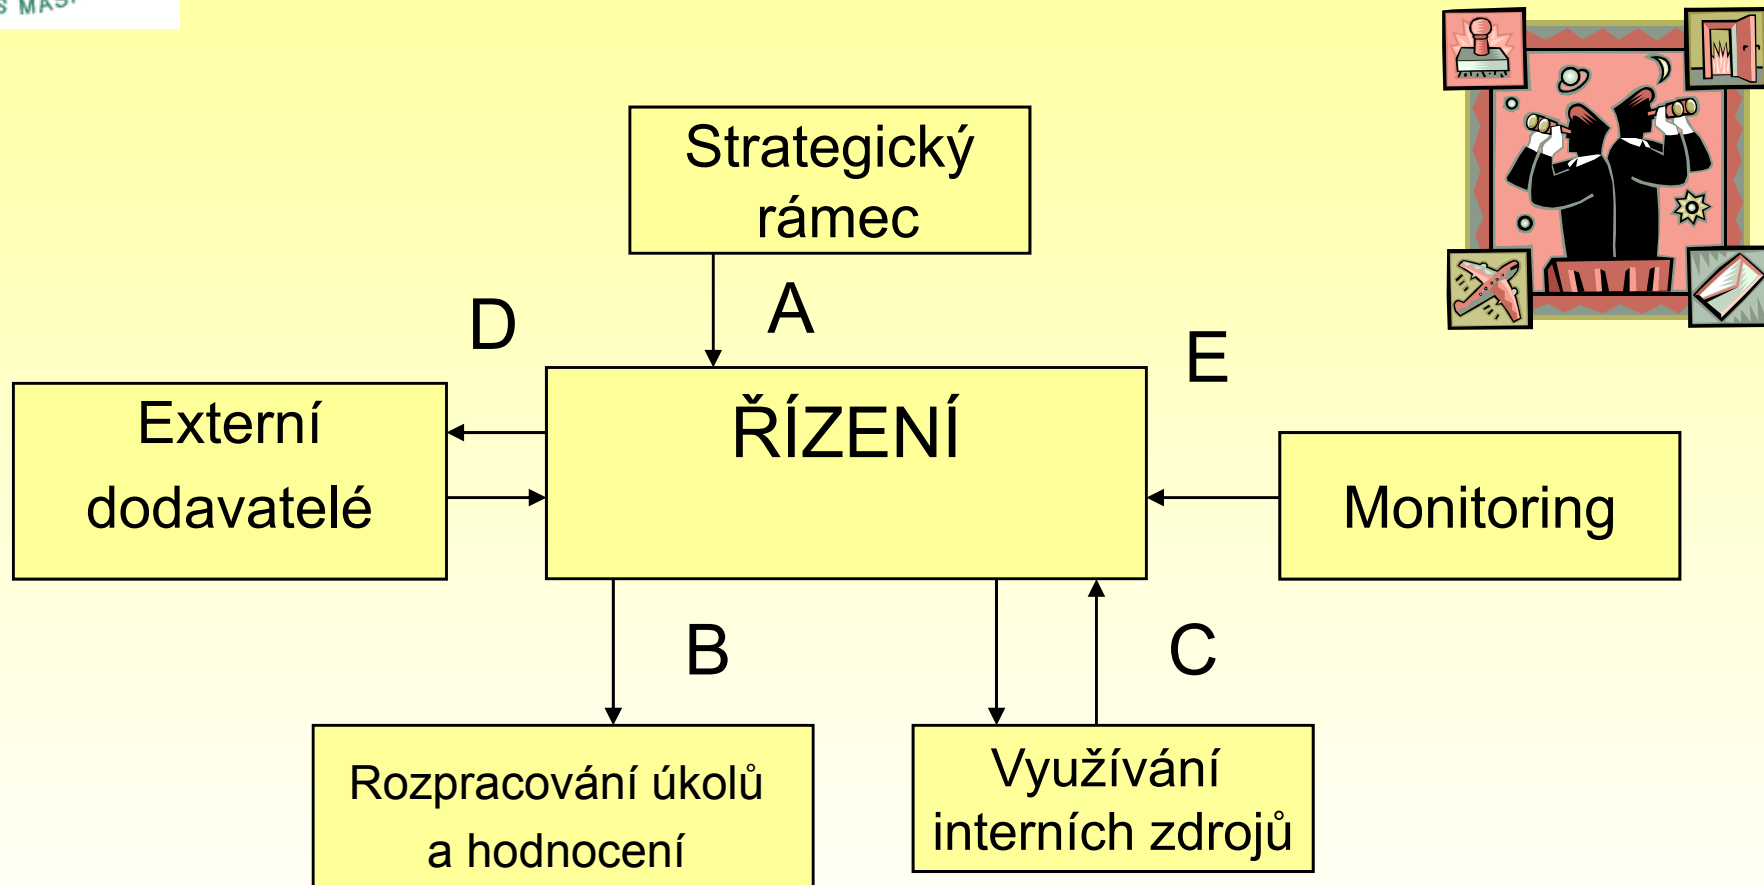 Strategický
rámec
D
A
E
Externí
dodavatelé
ŘÍZENÍ
Monitoring
B
C
Rozpracování úkolů
a hodnocení
Využívání
interních zdrojů